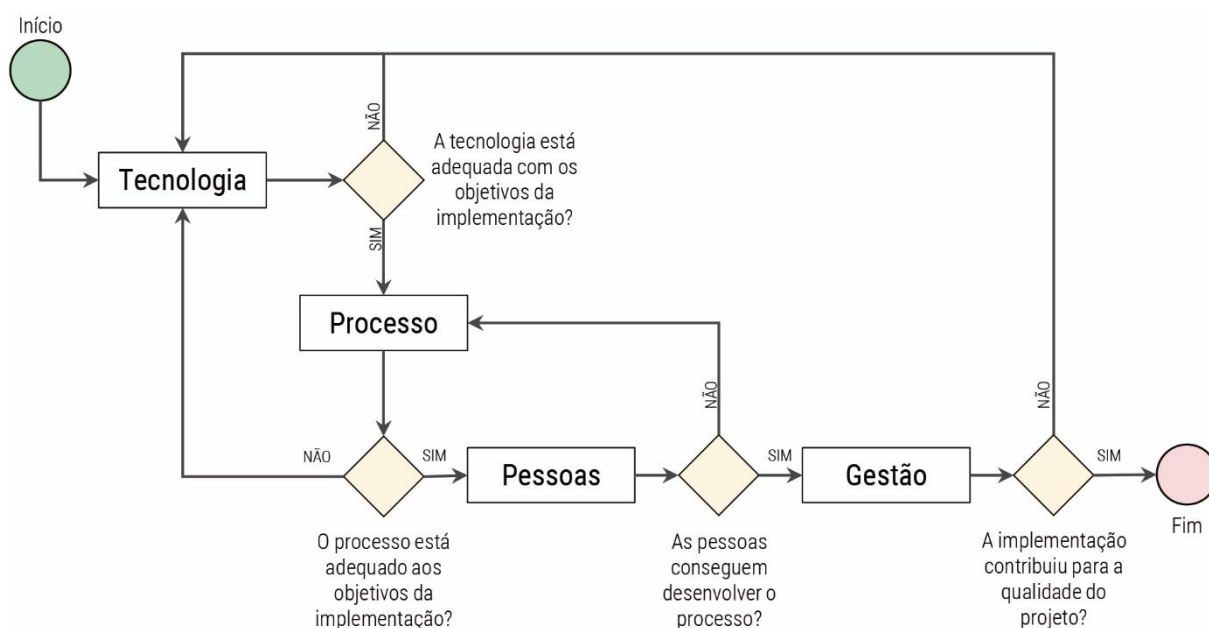 Início
NÃO
A tecnologia está
adequada com os
objetivos da
implementação?
Tecnologia
SIM
Processo
NÃO
NÃO
NÃO
SIM
Pessoas
SIM
Gestão
SIM
Fim
O processo está
adequado aos
objetivos da
implementação?
As pessoas
conseguem
desenvolver o
processo?
A implementação
contribuiu para a
qualidade do
projeto?